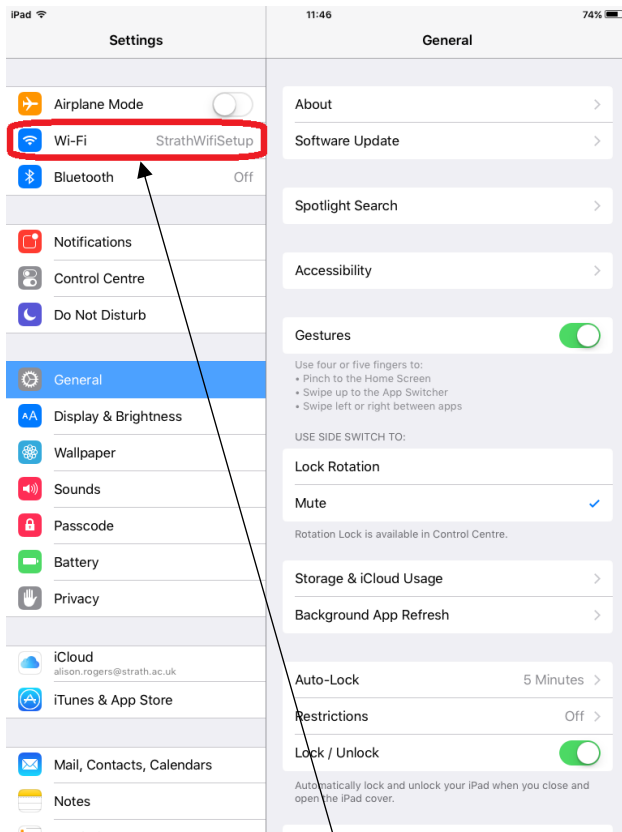 iPad 11:46 74%
Settings
Airplane Mode
Wi-Fi StrathWifiSetup
Bluetooth Off
Notifications
Control Centre
Do Not Disturb
General
AA Display & Brightness
Wallpaper
Sounds
Passcode
Battery
Privacy
iCloud
alison.rogers@strath.ac.uk
iTunes & App Store
Mail, Contacts, Calendars
Notes
General
About
Software Update
Spotlight Search
Accessibility
Gestures
Use four or five fingers to:
• Pinch to the Home Screen
• Swipe up to the App Switcher
• Swipe left or right between apps
USE SIDE SWITCH TO:
Lock Rotation
Mute
Rotation Lock is available in Control Centre.
Storage & iCloud Usage
Background App Refresh
Auto-Lock 5 Minutes
Restrictions Off
Lock / Unlock
Automatically lock and unlock your iPad when you close and
open the iPad cover.